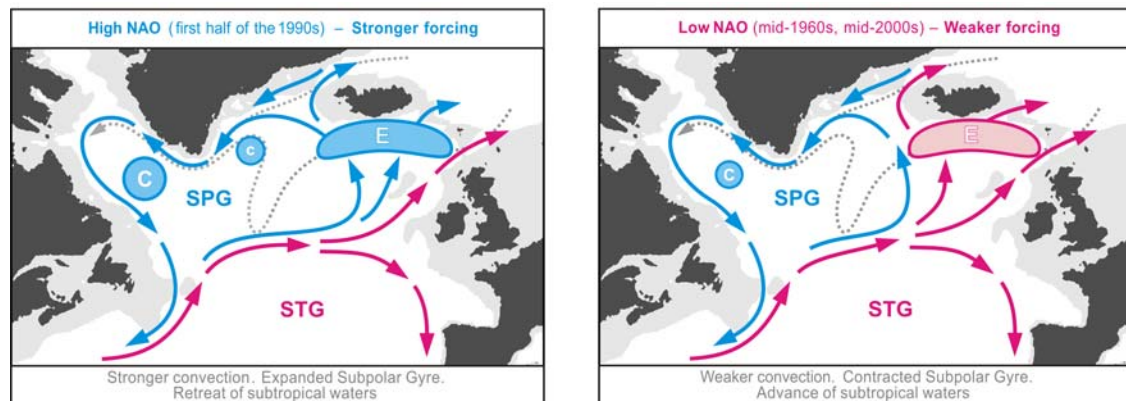 High NAO (first half of the 1990s) – Stronger forcing
E
C
C
SPG
STG
Stronger convection. Expanded Subpolar Gyre.
Retreat of subtropical waters
Low NAO (mid-1960s, mid-2000s) – Weaker forcing
E
C
SPG
STG
Weaker convection. Contracted Subpolar Gyre.
Advance of subtropical waters